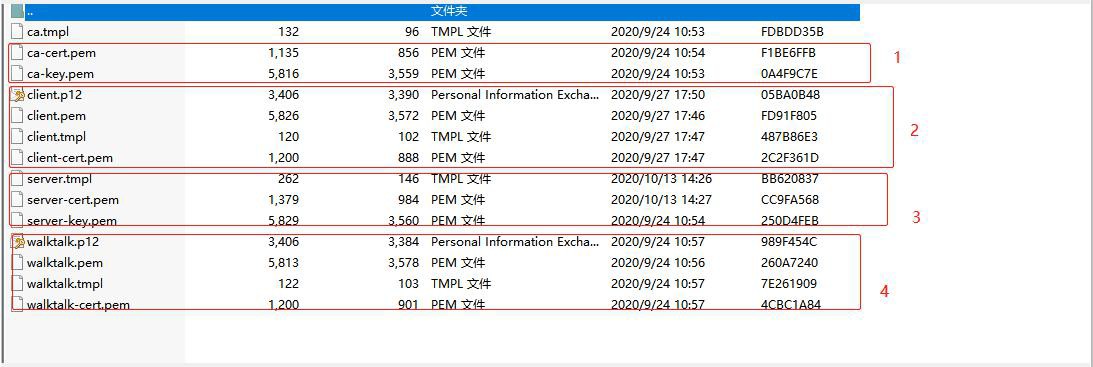 .. 文件夹
ca.tmpl 132 96 TMPL 文件 2020/9/24 10:53 FDBDD35B
ca-cert.pem 1,135 856 PEM 文件 2020/9/24 10:54 F1BE6FFB
1
ca-key.pem 5,816 3,559 PEM 文件 2020/9/24 10:53 0A4F9C7E
client.p12 3,406 3,390 Personal Information Excha... 2020/9/27 17:50 05BA0B48
client.pem 5,826 3,572 PEM 文件 2020/9/27 17:46 FD91F805
2
client.tmpl 120 102 TMPL 文件 2020/9/27 17:47 487B86E3
client-cert.pem 1,200 888 PEM 文件 2020/9/27 17:47 2C2F361D
server.tmpl 262 146 TMPL 文件 2020/10/13 14:26 BB620837
server-cert.pem 1,379 984 PEM 文件 2020/10/13 14:27 CC9FA568
server-key.pem 5,829 3,560 PEM 文件 2020/9/24 10:54 250D4FEB
3
walktalk.p12 3,406 3,384 Personal Information Excha... 2020/9/24 10:57 989F454C
walktalk.pem 5,813 3,578 PEM 文件 2020/9/24 10:56 260A7240
walktalk.tmpl 122 103 TMPL 文件 2020/9/24 10:57 7E261909
4
walktalk-cert.pem 1,200 901 PEM 文件 2020/9/24 10:57 4CBC1A84